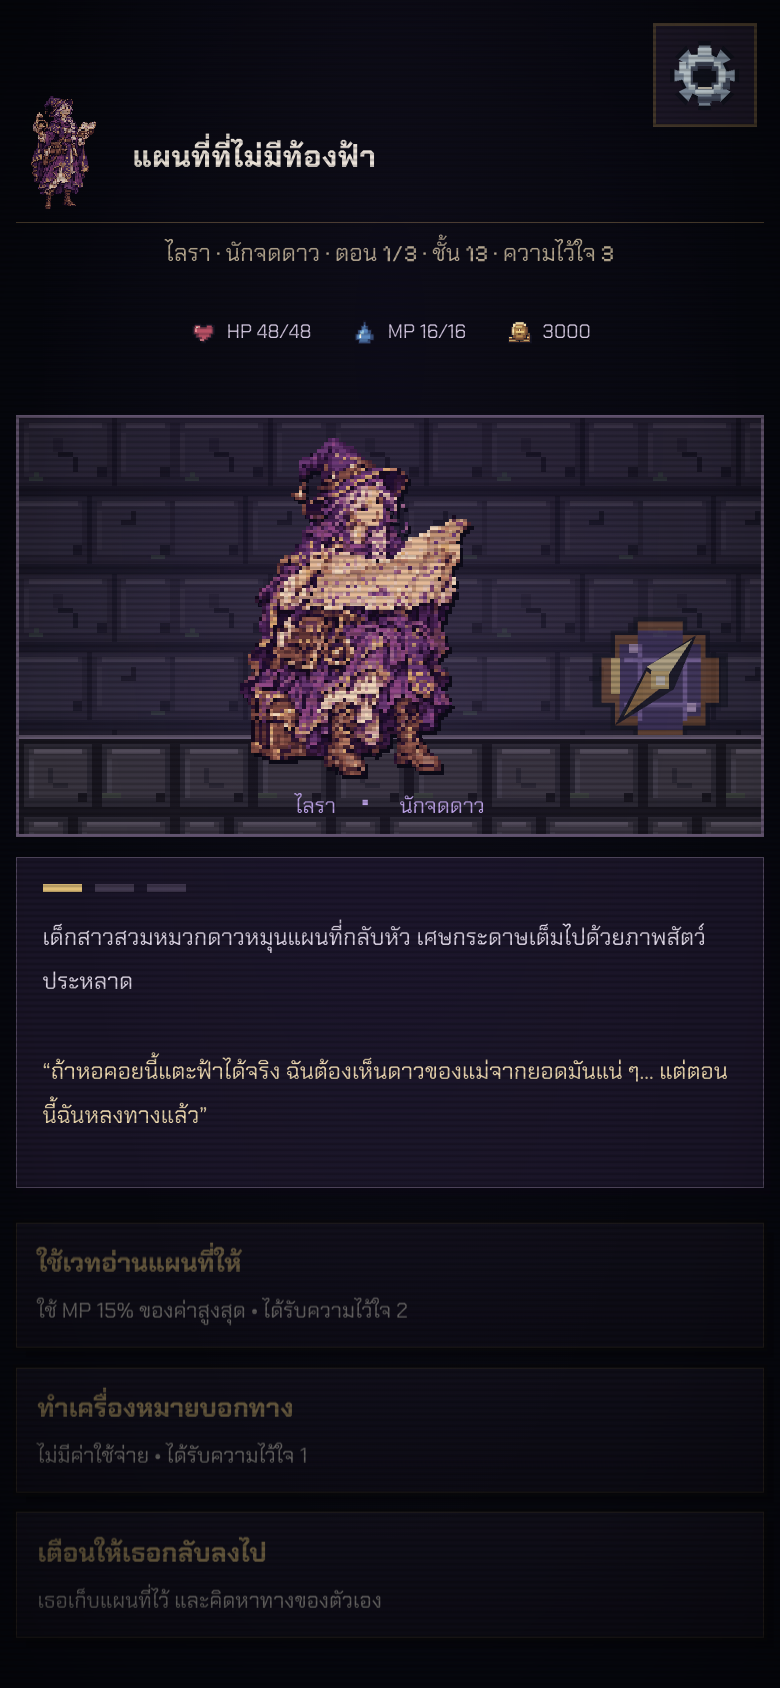 แผนที่ที่ไม่มีท้องฟ้า
ไลรา · นักจดดาว · ตอน 1/3 · ชั้น 13 · ความไว้ใจ 3
HP 48/48 MP 16/16 3000
ไลรา · นักจดดาว
เด็กสาวสวมหมวกดาวหมุนแผนที่กลับหัว เศษกระดาษเต็มไปด้วยภาพสัตว์
ประหลาด
“ถ้าหอคอยนี้แตะฟ้าได้จริง ฉันต้องเห็นดาวของแม่จากยอดมันแน่ ๆ... แต่ตอน
นี้ฉันหลงทางแล้ว”
ใช้เวทอ่านแผนที่ให้
ใช้ MP 15% ของค่าสูงสุด • ได้รับความไว้ใจ 2
ทำเครื่องหมายบอกทาง
ไม่มีค่าใช้จ่าย • ได้รับความไว้ใจ 1
เตือนให้เธอกลับลงไป
เธอเก็บแผนที่ไว้ และคิดหาทางของตัวเอง